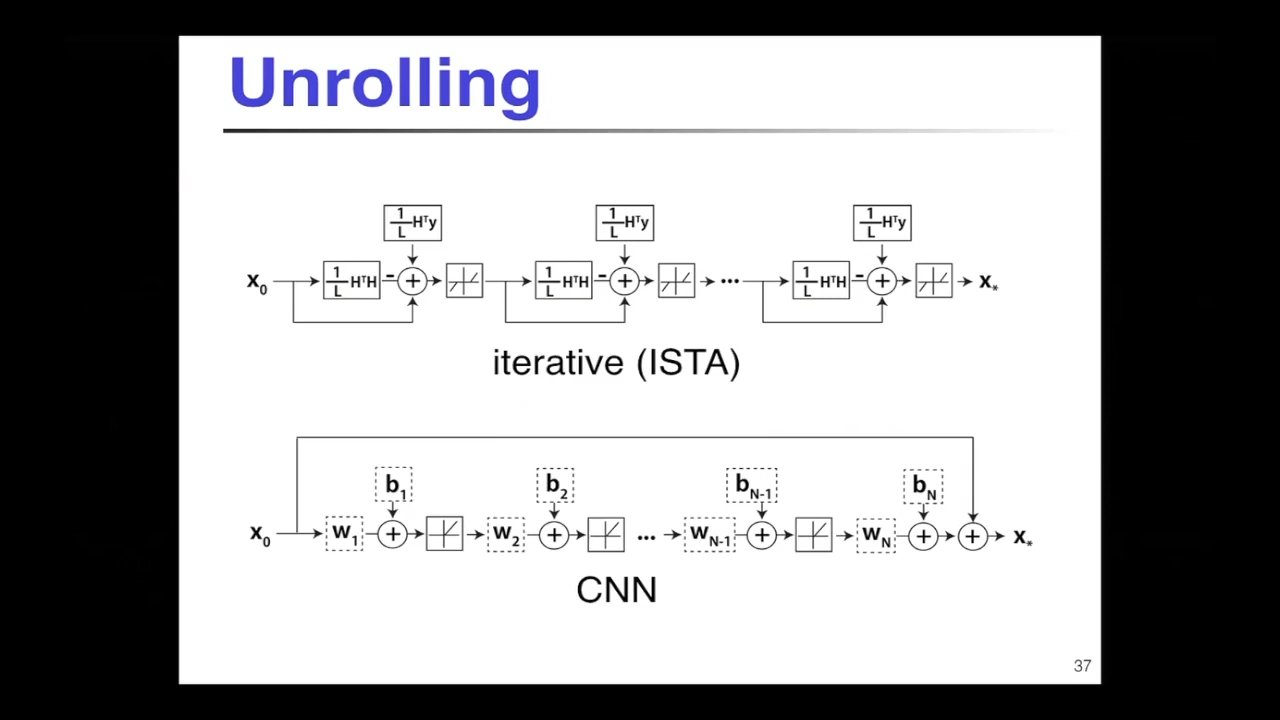 Unrolling
1/L HᵀY 1/L HᵀY 1/L HᵀY
x₀ 1/L HᵀH - + 1/L HᵀH - + ... 1/L HᵀH - + x*
iterative (ISTA)
b₁ b₂ b_N-1 b_N
x₀ w₁ + w₂ + ... w_N-1 + w_N + + x*
CNN
37